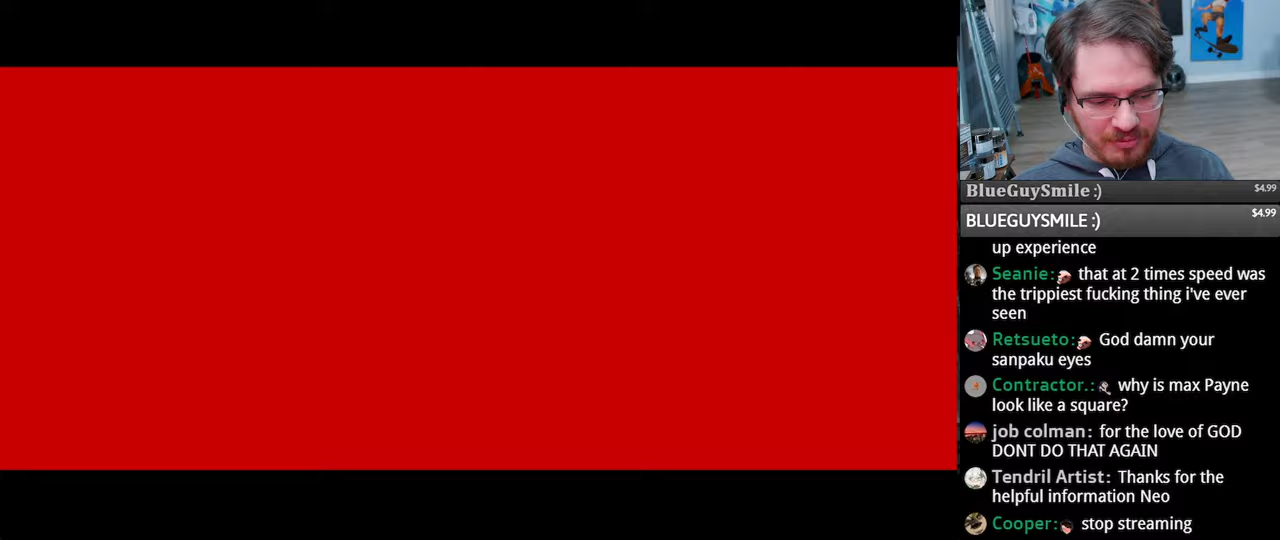 BlueGuySmile :)
$4.99
BLUEGUYSMILE :)
$4.99
up experience
Seanie: that at 2 times speed was
the trippiest fucking thing i've ever
seen
Retsueto: God damn your
sanpaku eyes
Contractor.: why is max Payne
look like a square?
job colman: for the love of GOD
DONT DO THAT AGAIN
Tendril Artist: Thanks for the
helpful information Neo
Cooper: stop streaming